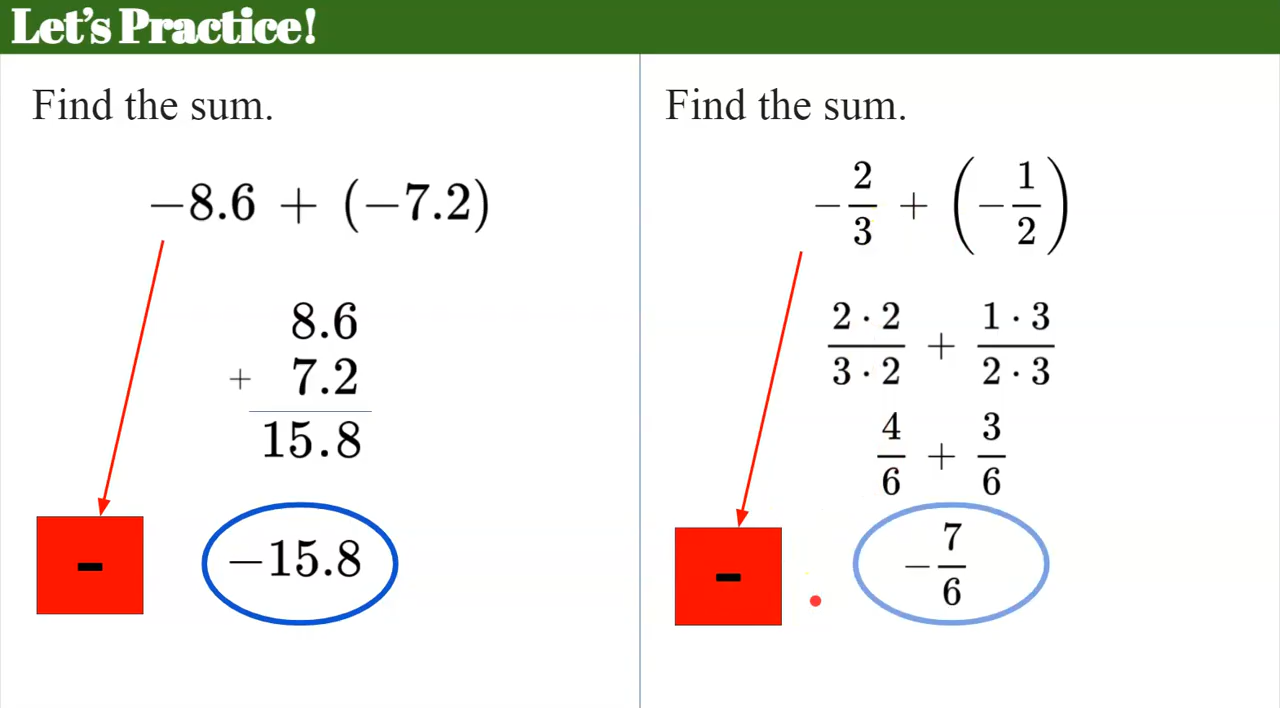 Let's Practice!
Find the sum.
−8.6 + (−7.2)
8.6
+ 7.2
15.8
-
−15.8
Find the sum.
−2/3 + (−1/2)
2·2/3·2 + 1·3/2·3
4/6 + 3/6
-
−7/6